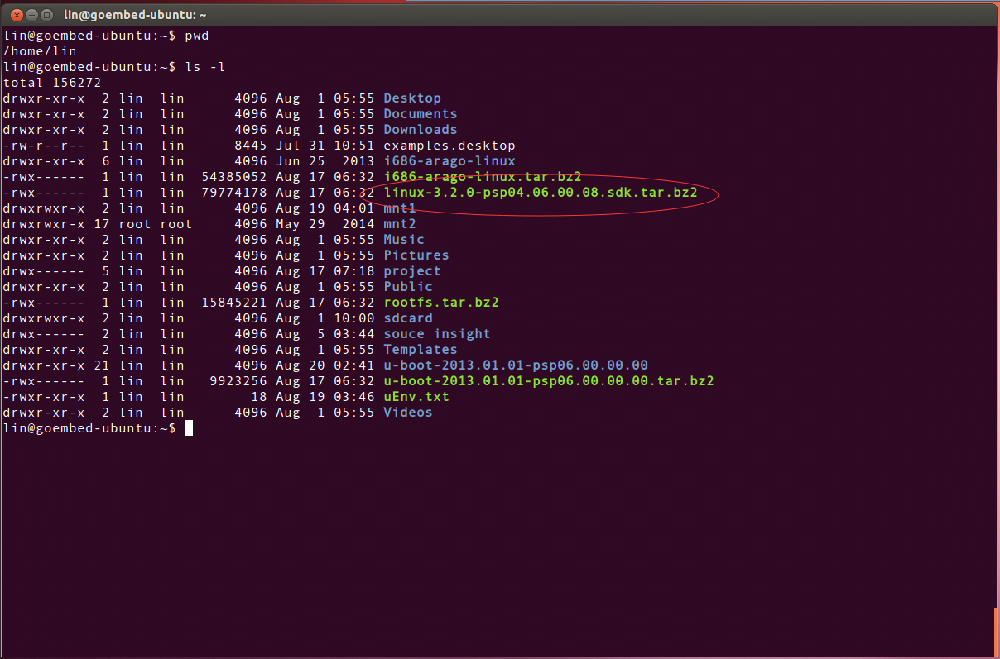 lin@goembed-ubuntu: ~
lin@goembed-ubuntu:~$ pwd
/home/lin
lin@goembed-ubuntu:~$ ls -l
total 156272
drwxr-xr-x  2 lin  lin      4096 Aug  1 05:55 Desktop
drwxr-xr-x  2 lin  lin      4096 Aug  1 05:55 Documents
drwxr-xr-x  2 lin  lin      4096 Aug  1 05:55 Downloads
-rw-r--r--  1 lin  lin      8445 Jul 31 10:51 examples.desktop
drwxr-xr-x  6 lin  lin      4096 Jun 25  2013 i686-arago-linux
-rwx------  1 lin  lin  54385052 Aug 17 06:32 i686-arago-linux.tar.bz2
-rwx------  1 lin  lin  79774178 Aug 17 06:32 linux-3.2.0-psp04.06.00.08.sdk.tar.bz2
drwxrwxr-x  2 lin  lin      4096 Aug 19 04:01 mnt1
drwxrwxr-x 17 root root     4096 May 29  2014 mnt2
drwxr-xr-x  2 lin  lin      4096 Aug  1 05:55 Music
drwxr-xr-x  2 lin  lin      4096 Aug  1 05:55 Pictures
drwx------  5 lin  lin      4096 Aug 17 07:18 project
drwxr-xr-x  2 lin  lin      4096 Aug  1 05:55 Public
-rwx------  1 lin  lin  15845221 Aug 17 06:32 rootfs.tar.bz2
drwxrwxr-x  2 lin  lin      4096 Aug  1 10:00 sdcard
drwx------  2 lin  lin      4096 Aug  5 03:44 souce insight
drwxr-xr-x  2 lin  lin      4096 Aug  1 05:55 Templates
drwxr-xr-x 21 lin  lin      4096 Aug 20 02:41 u-boot-2013.01.01-psp06.00.00.00
-rwx------  1 lin  lin   9923256 Aug 17 06:32 u-boot-2013.01.01-psp06.00.00.00.tar.bz2
-rwxr-xr-x  1 lin  lin        18 Aug 19 03:46 uEnv.txt
drwxr-xr-x  2 lin  lin      4096 Aug  1 05:55 Videos
lin@goembed-ubuntu:~$